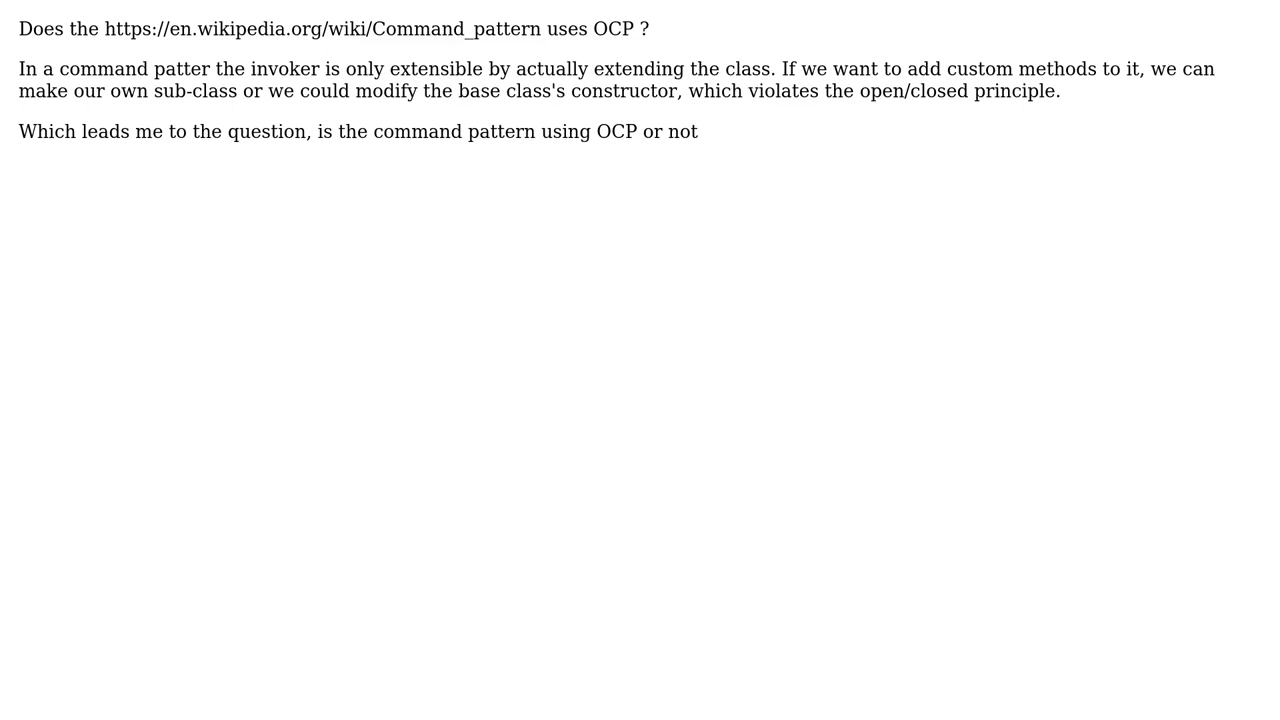 Does the https://en.wikipedia.org/wiki/Command_pattern uses OCP ?
In a command patter the invoker is only extensible by actually extending the class. If we want to add custom methods to it, we can
make our own sub-class or we could modify the base class's constructor, which violates the open/closed principle.
Which leads me to the question, is the command pattern using OCP or not